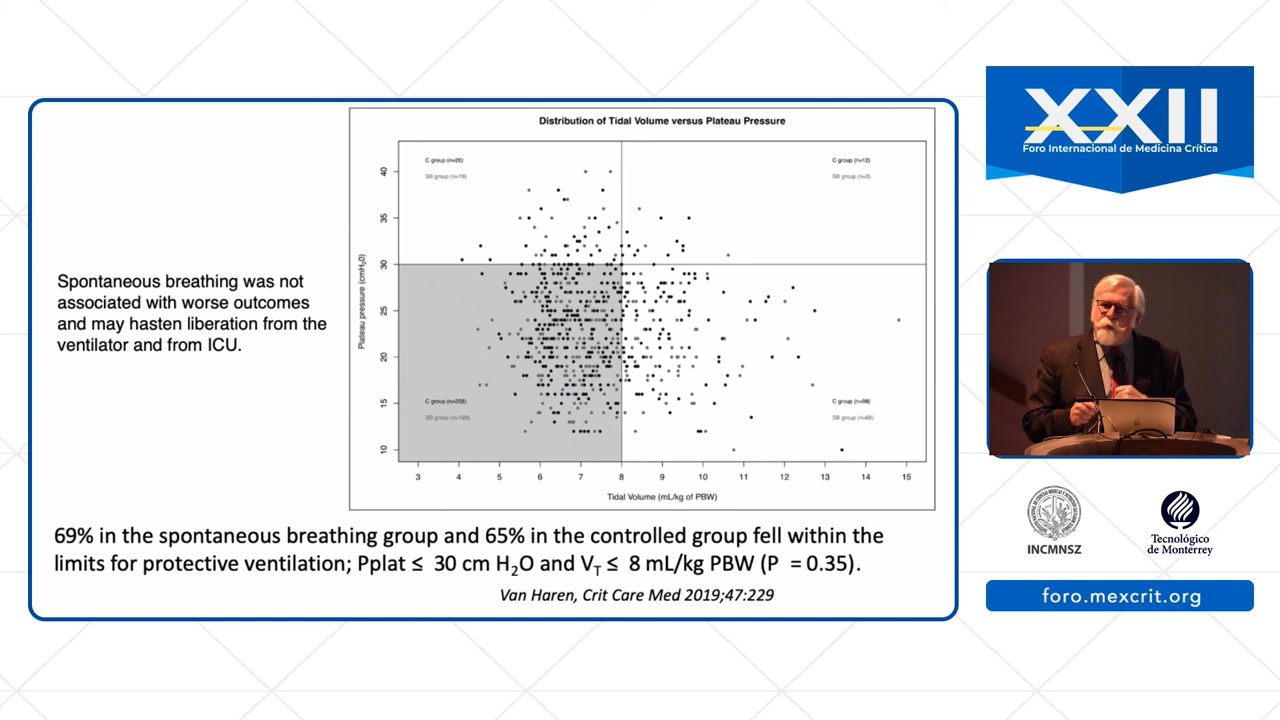 Distribution of Tidal Volume versus Plateau Pressure
C group (n=26)
SB group (n=19)
C group (n=12)
SB group (n=3)
40
35
30
25
20
15
10
Plateau pressure (cmH20)
C group (n=258)
C group (n=98)
SB group (n=68)
3 4 5 6 7 8 9 10 11 12 13 14 15
Tidal Volume (mL/kg of PBW)
Spontaneous breathing was not
associated with worse outcomes
and may hasten liberation from the
ventilator and from ICU.
69% in the spontaneous breathing group and 65% in the controlled group fell within the
limits for protective ventilation; Pplat ≤ 30 cm H₂O and V_T ≤ 8 mL/kg PBW (P = 0.35).
Van Haren, Crit Care Med 2019;47:229
XXII
Foro Internacional de Medicina Crítica
INCMNSZ
Tecnológico
de Monterrey
foro.mexcrit.org